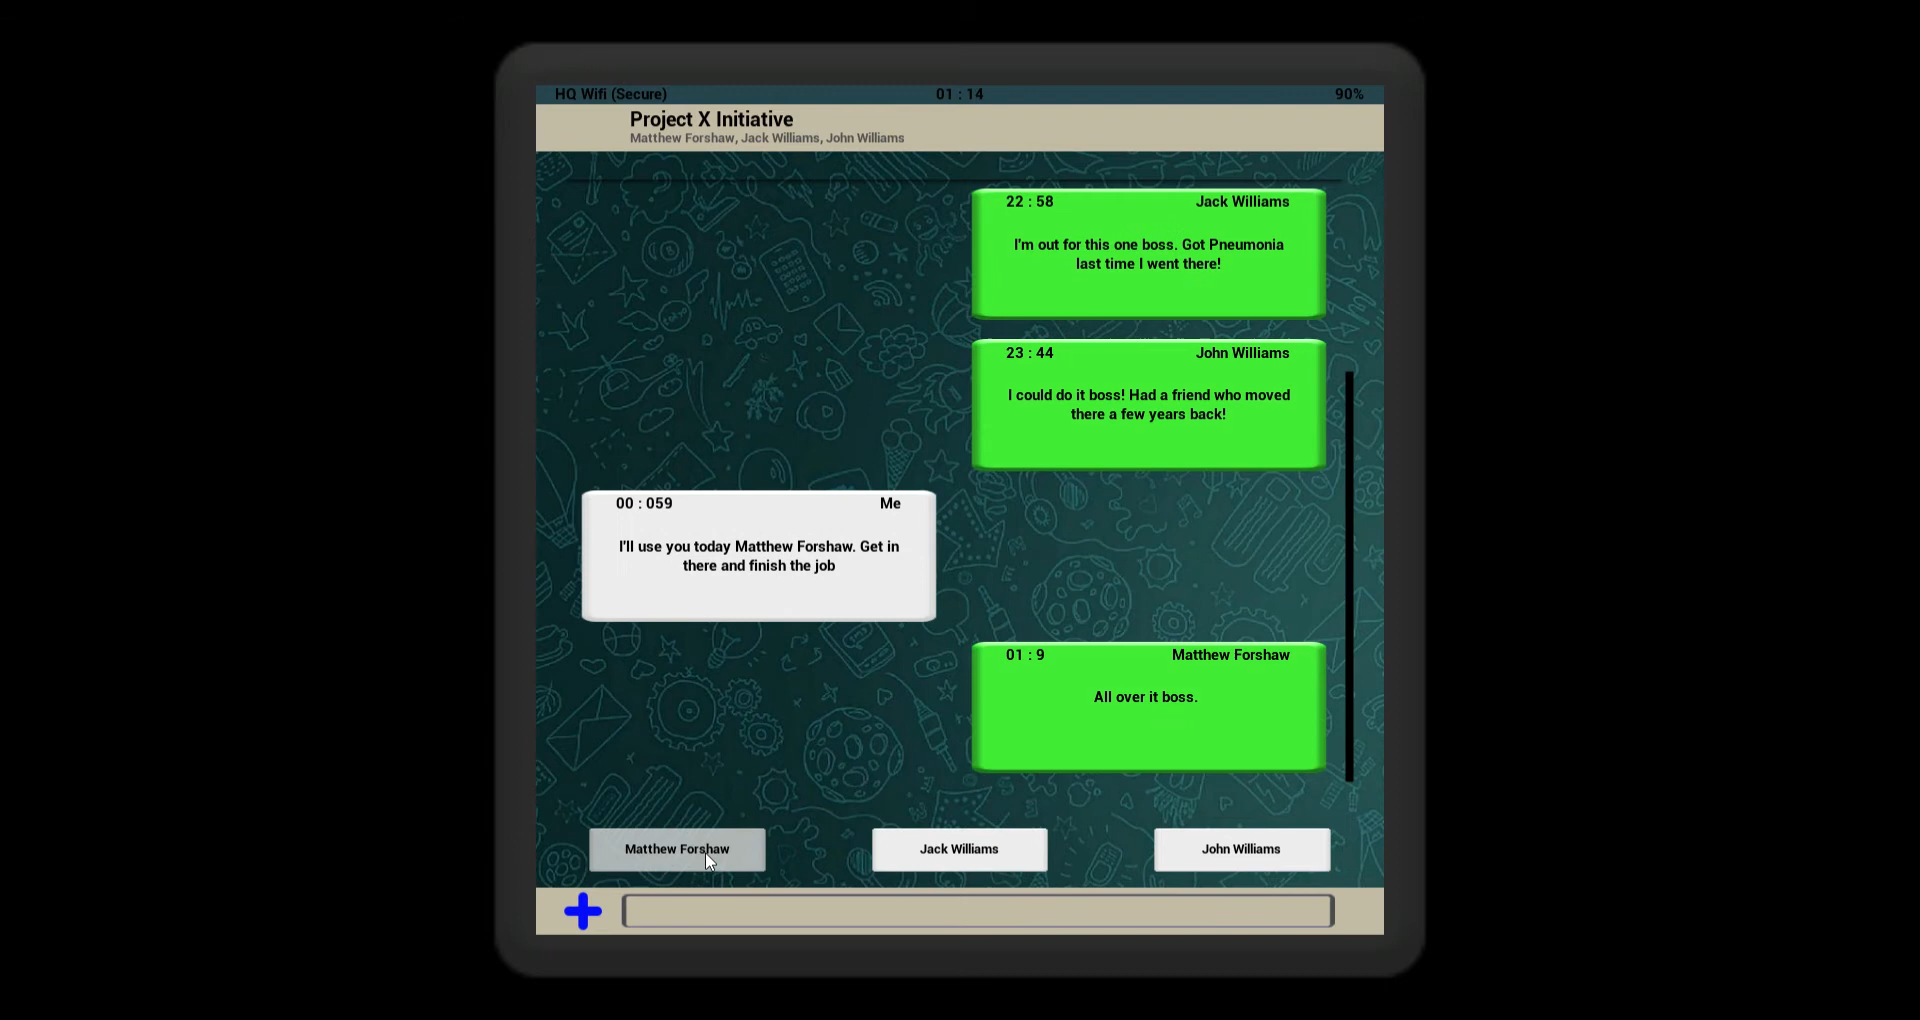 HQ Wifi (Secure) 01 : 14 90%
Project X Initiative
Matthew Forshaw, Jack Williams, John Williams
22 : 58 Jack Williams
I'm out for this one boss. Got Pneumonia
last time I went there!
23 : 44 John Williams
I could do it boss! Had a friend who moved
there a few years back!
00 : 059 Me
I'll use you today Matthew Forshaw. Get in
there and finish the job
01 : 9 Matthew Forshaw
All over it boss.
Matthew Forshaw Jack Williams John Williams